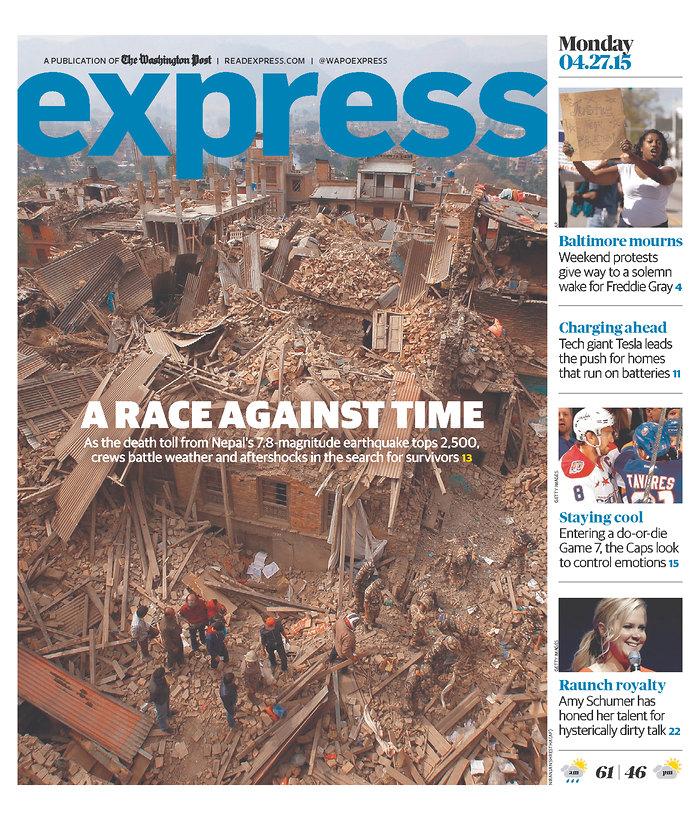 A PUBLICATION OF The Washington Post | READEXPRESS.COM | @WAPOEXPRESS
express
A RACE AGAINST TIME
As the death toll from Nepal's 7.8-magnitude earthquake tops 2,500,
crews battle weather and aftershocks in the search for survivors 13
Monday
04.27.15
AP
Baltimore mourns
Weekend protests
give way to a solemn
wake for Freddie Gray 4
Charging ahead
Tech giant Tesla leads
the push for homes
that run on batteries 11
8
TAVARES
GETTY IMAGES
Staying cool
Entering a do-or-die
Game 7, the Caps look
to control emotions 15
GETTY IMAGES
Raunch royalty
Amy Schumer has
honed her talent for
hysterically dirty talk 22
am 61 | 46 pm